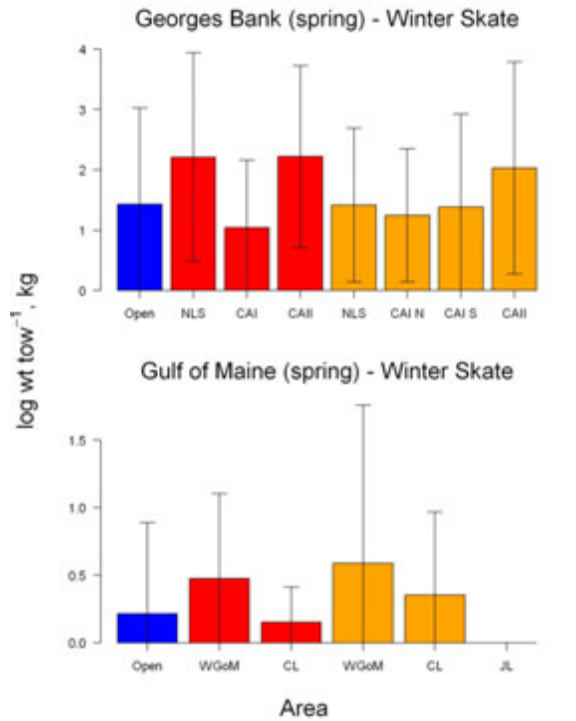 Georges Bank (spring) - Winter Skate
4
3
2
1
0
Open NLS CAI CAII NLS CAI N CAI S CAII
log wt tow⁻¹, kg
Gulf of Maine (spring) - Winter Skate
1.5
1.0
0.5
0.0
Open WGoM CL WGoM CL JL
Area